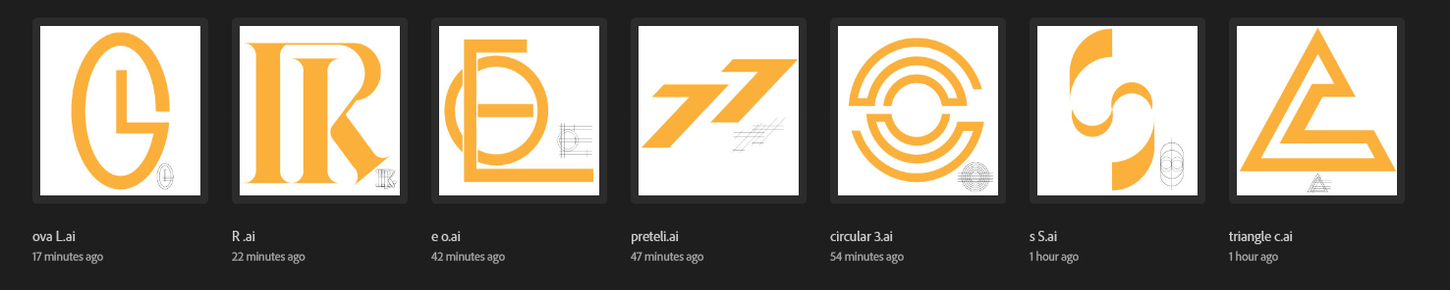 ova L.ai
17 minutes ago
R .ai
22 minutes ago
e o.ai
42 minutes ago
preteli.ai
47 minutes ago
circular 3.ai
54 minutes ago
s S.ai
1 hour ago
triangle c.ai
1 hour ago